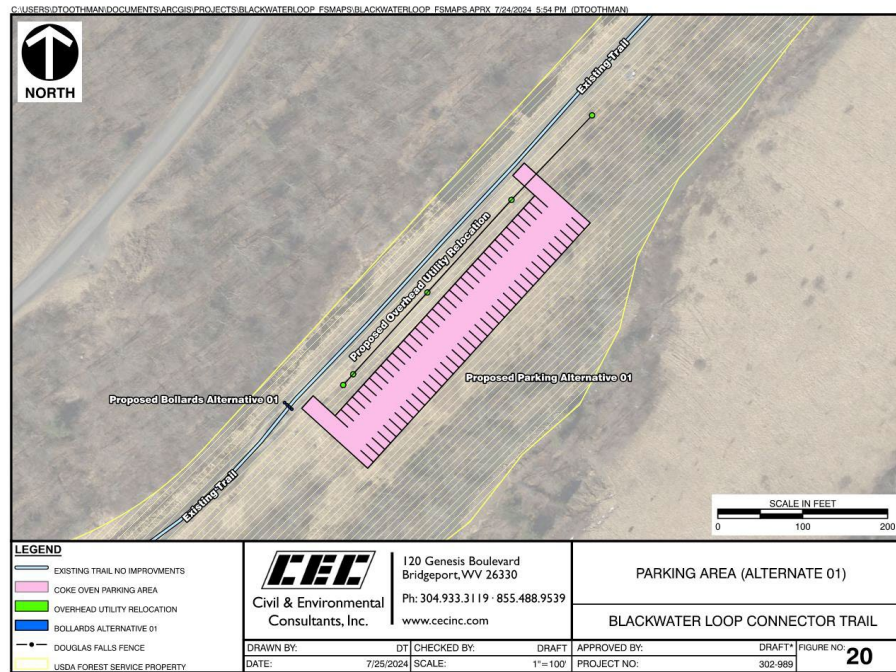 C:\USERS\DTOOTHMAN\DOCUMENTS\ARCGIS\PROJECTS\BLACKWATERLOOP_FSMAPS\BLACKWATERLOOP_FSMAPS.APRX 7/24/2024 5:54 PM (DTOOTHMAN)
NORTH
Existing Trail
Proposed Overhead Utility Relocation
Proposed Parking Alternative 01
Proposed Bollards Alternative 01
Existing Trail
SCALE IN FEET
0 100 200
LEGEND
EXISTING TRAIL NO IMPROVMENTS
COKE OVEN PARKING AREA
OVERHEAD UTILITY RELOCATION
BOLLARDS ALTERNATIVE 01
DOUGLAS FALLS FENCE
USDA FOREST SERVICE PROPERTY
CEC
Civil & Environmental
Consultants, Inc.
120 Genesis Boulevard
Bridgeport, WV 26330
Ph: 304.933.3119 · 855.488.9539
www.cecinc.com
PARKING AREA (ALTERNATE 01)
BLACKWATER LOOP CONNECTOR TRAIL
DRAWN BY: DT CHECKED BY: DRAFT APPROVED BY: DRAFT* FIGURE NO: 20
DATE: 7/25/2024 SCALE: 1"=100' PROJECT NO: 302-989